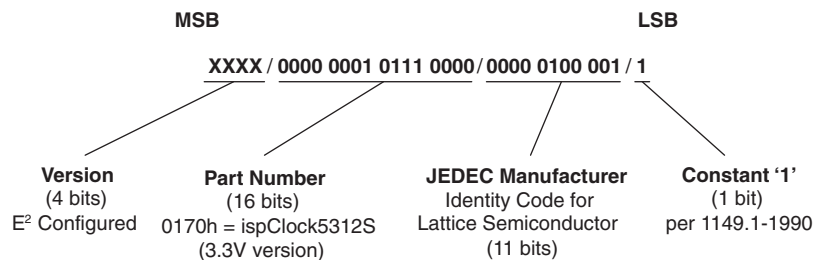 MSB LSB
XXXX / 0000 0001 0111 0000 / 0000 0100 001 / 1
Version
(4 bits)
E² Configured
Part Number
(16 bits)
0170h = ispClock5312S
(3.3V version)
JEDEC Manufacturer
Identity Code for
Lattice Semiconductor
(11 bits)
Constant ‘1’
(1 bit)
per 1149.1-1990